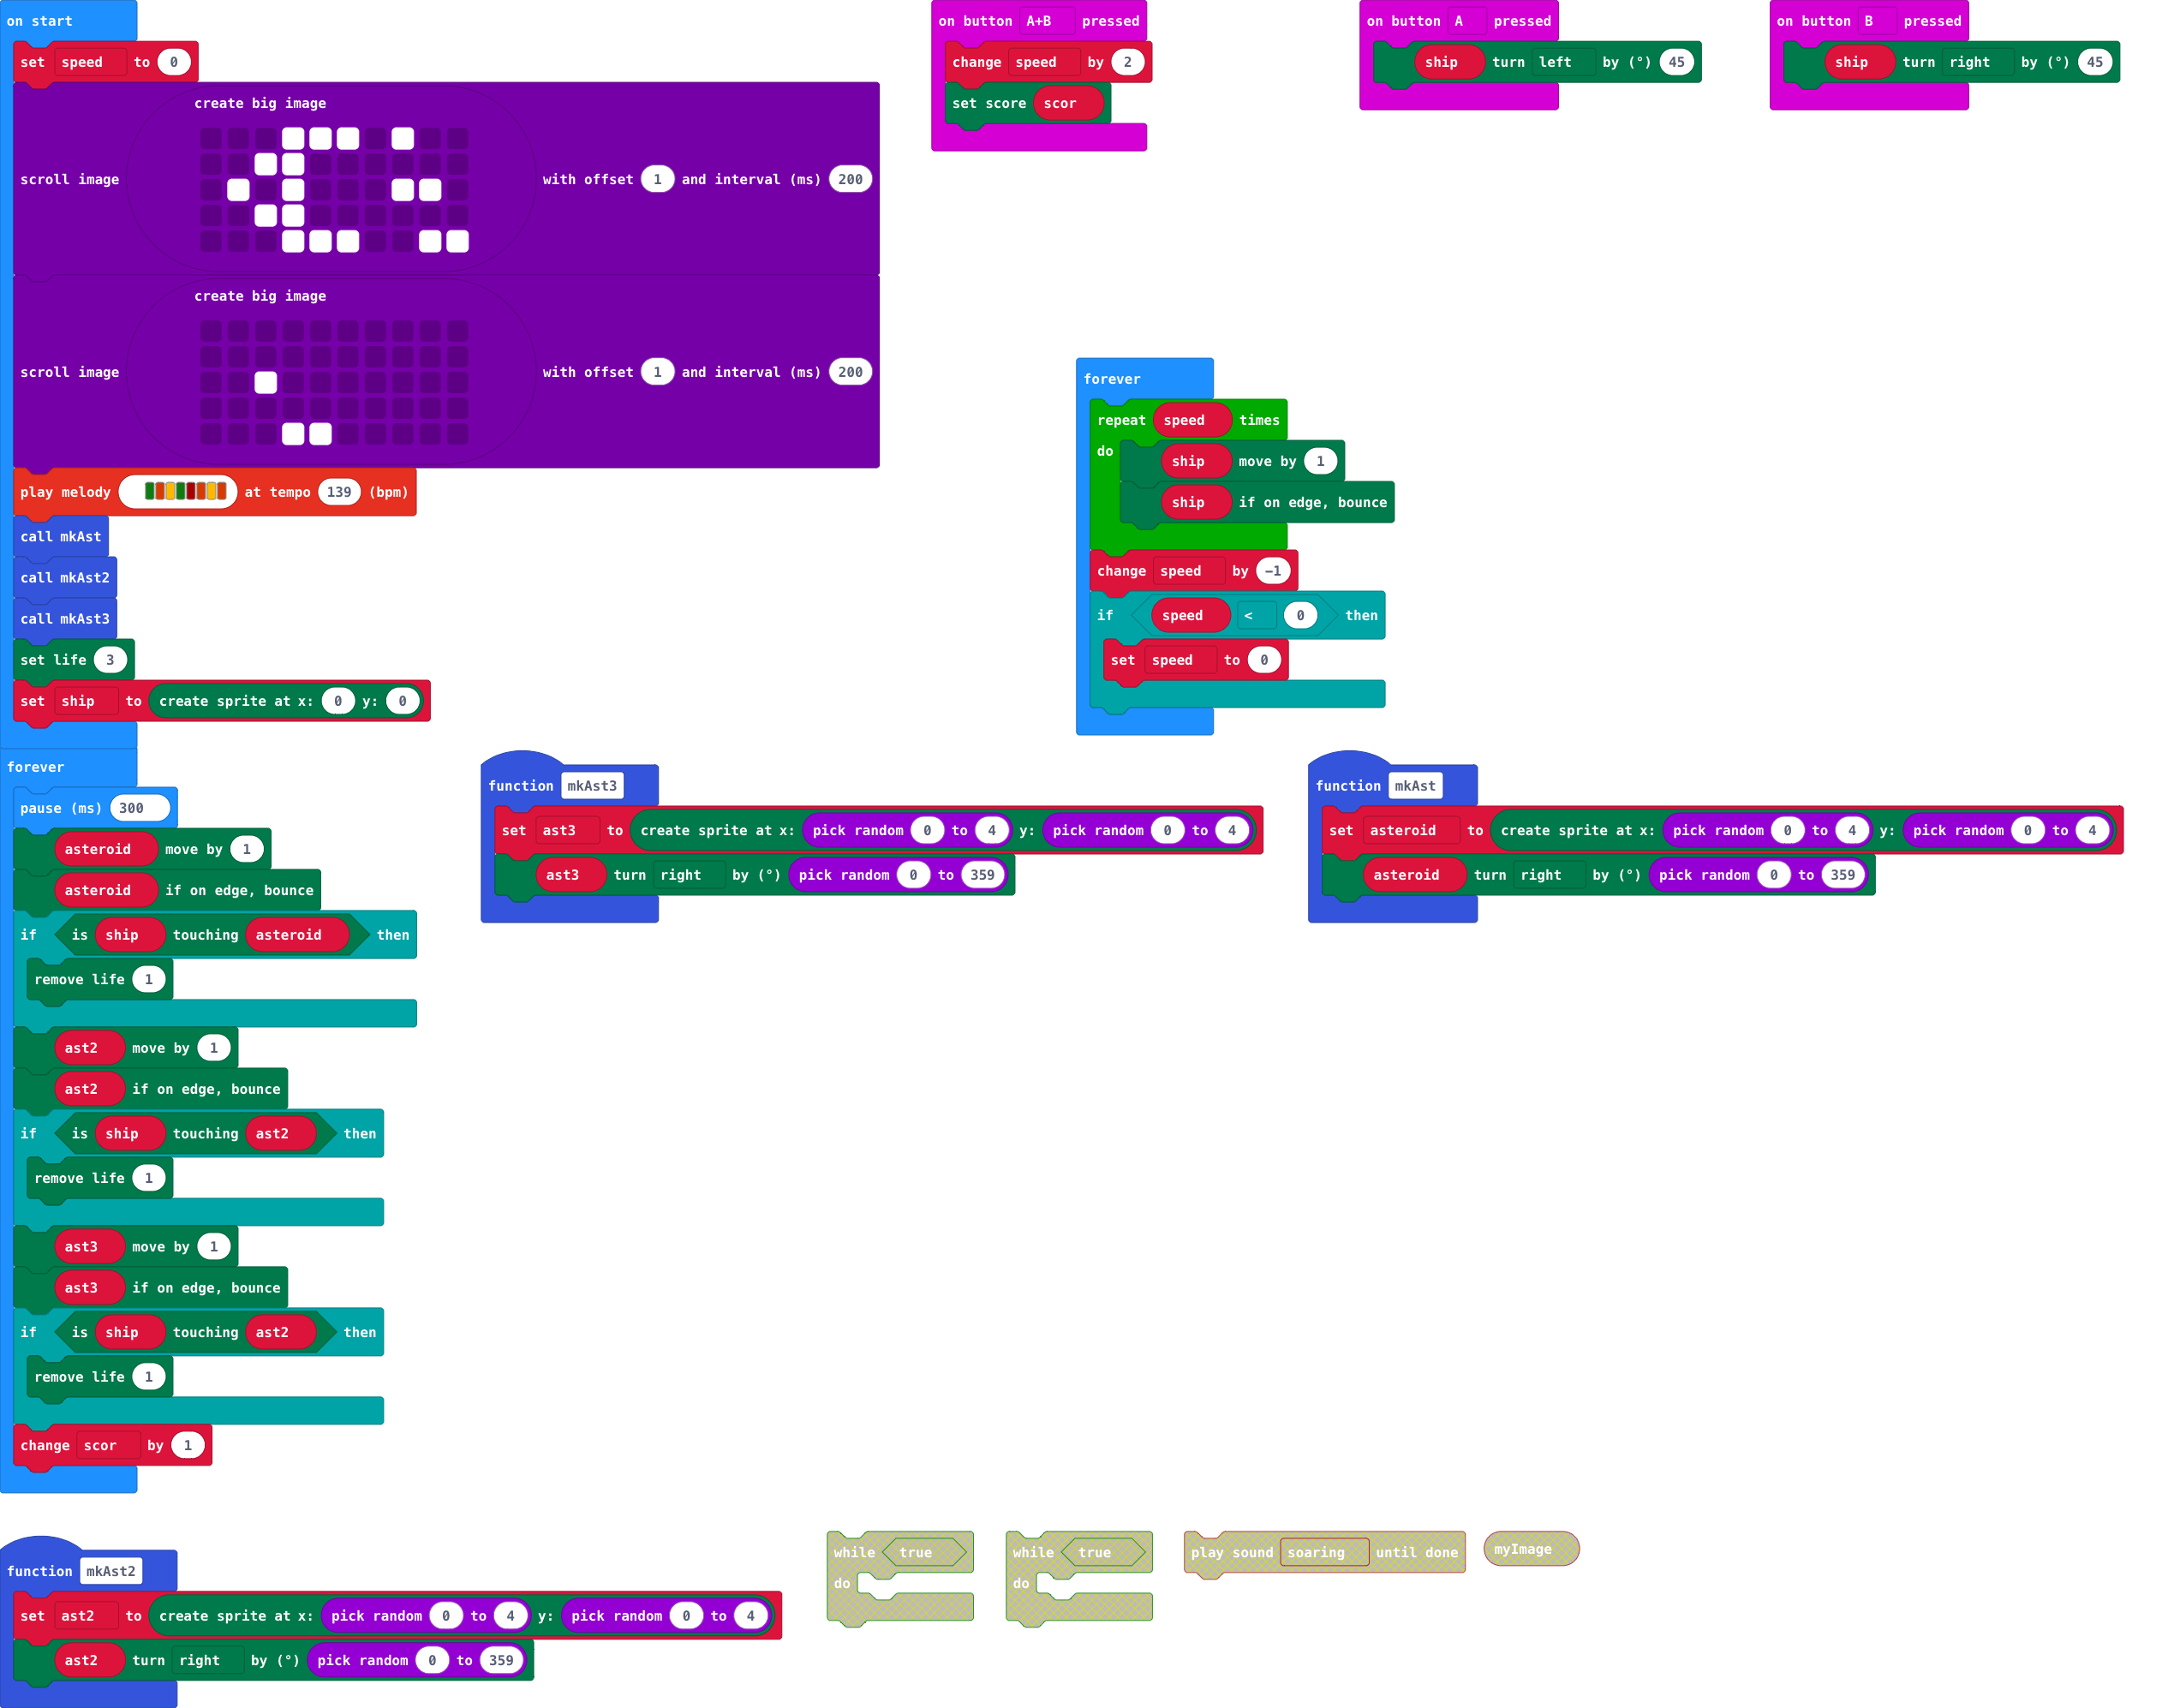 on start
set speed to 0
create big image
scroll image with offset 1 and interval (ms) 200
create big image
scroll image with offset 1 and interval (ms) 200
play melody at tempo 139 (bpm)
call mkAst
call mkAst2
call mkAst3
set life 3
set ship to create sprite at x: 0 y: 0
on button A+B pressed
change speed by 2
set score scor
on button A pressed
ship turn left by (°) 45
on button B pressed
ship turn right by (°) 45
forever
repeat speed times
do ship move by 1
ship if on edge, bounce
change speed by −1
if speed < 0 then
set speed to 0
forever
pause (ms) 300
asteroid move by 1
asteroid if on edge, bounce
if is ship touching asteroid then
remove life 1
ast2 move by 1
ast2 if on edge, bounce
if is ship touching ast2 then
remove life 1
ast3 move by 1
ast3 if on edge, bounce
if is ship touching ast2 then
remove life 1
change scor by 1
function mkAst3
set ast3 to create sprite at x: pick random 0 to 4 y: pick random 0 to 4
ast3 turn right by (°) pick random 0 to 359
function mkAst
set asteroid to create sprite at x: pick random 0 to 4 y: pick random 0 to 4
asteroid turn right by (°) pick random 0 to 359
function mkAst2
set ast2 to create sprite at x: pick random 0 to 4 y: pick random 0 to 4
ast2 turn right by (°) pick random 0 to 359
while true
do
while true
do
play sound soaring until done
myImage